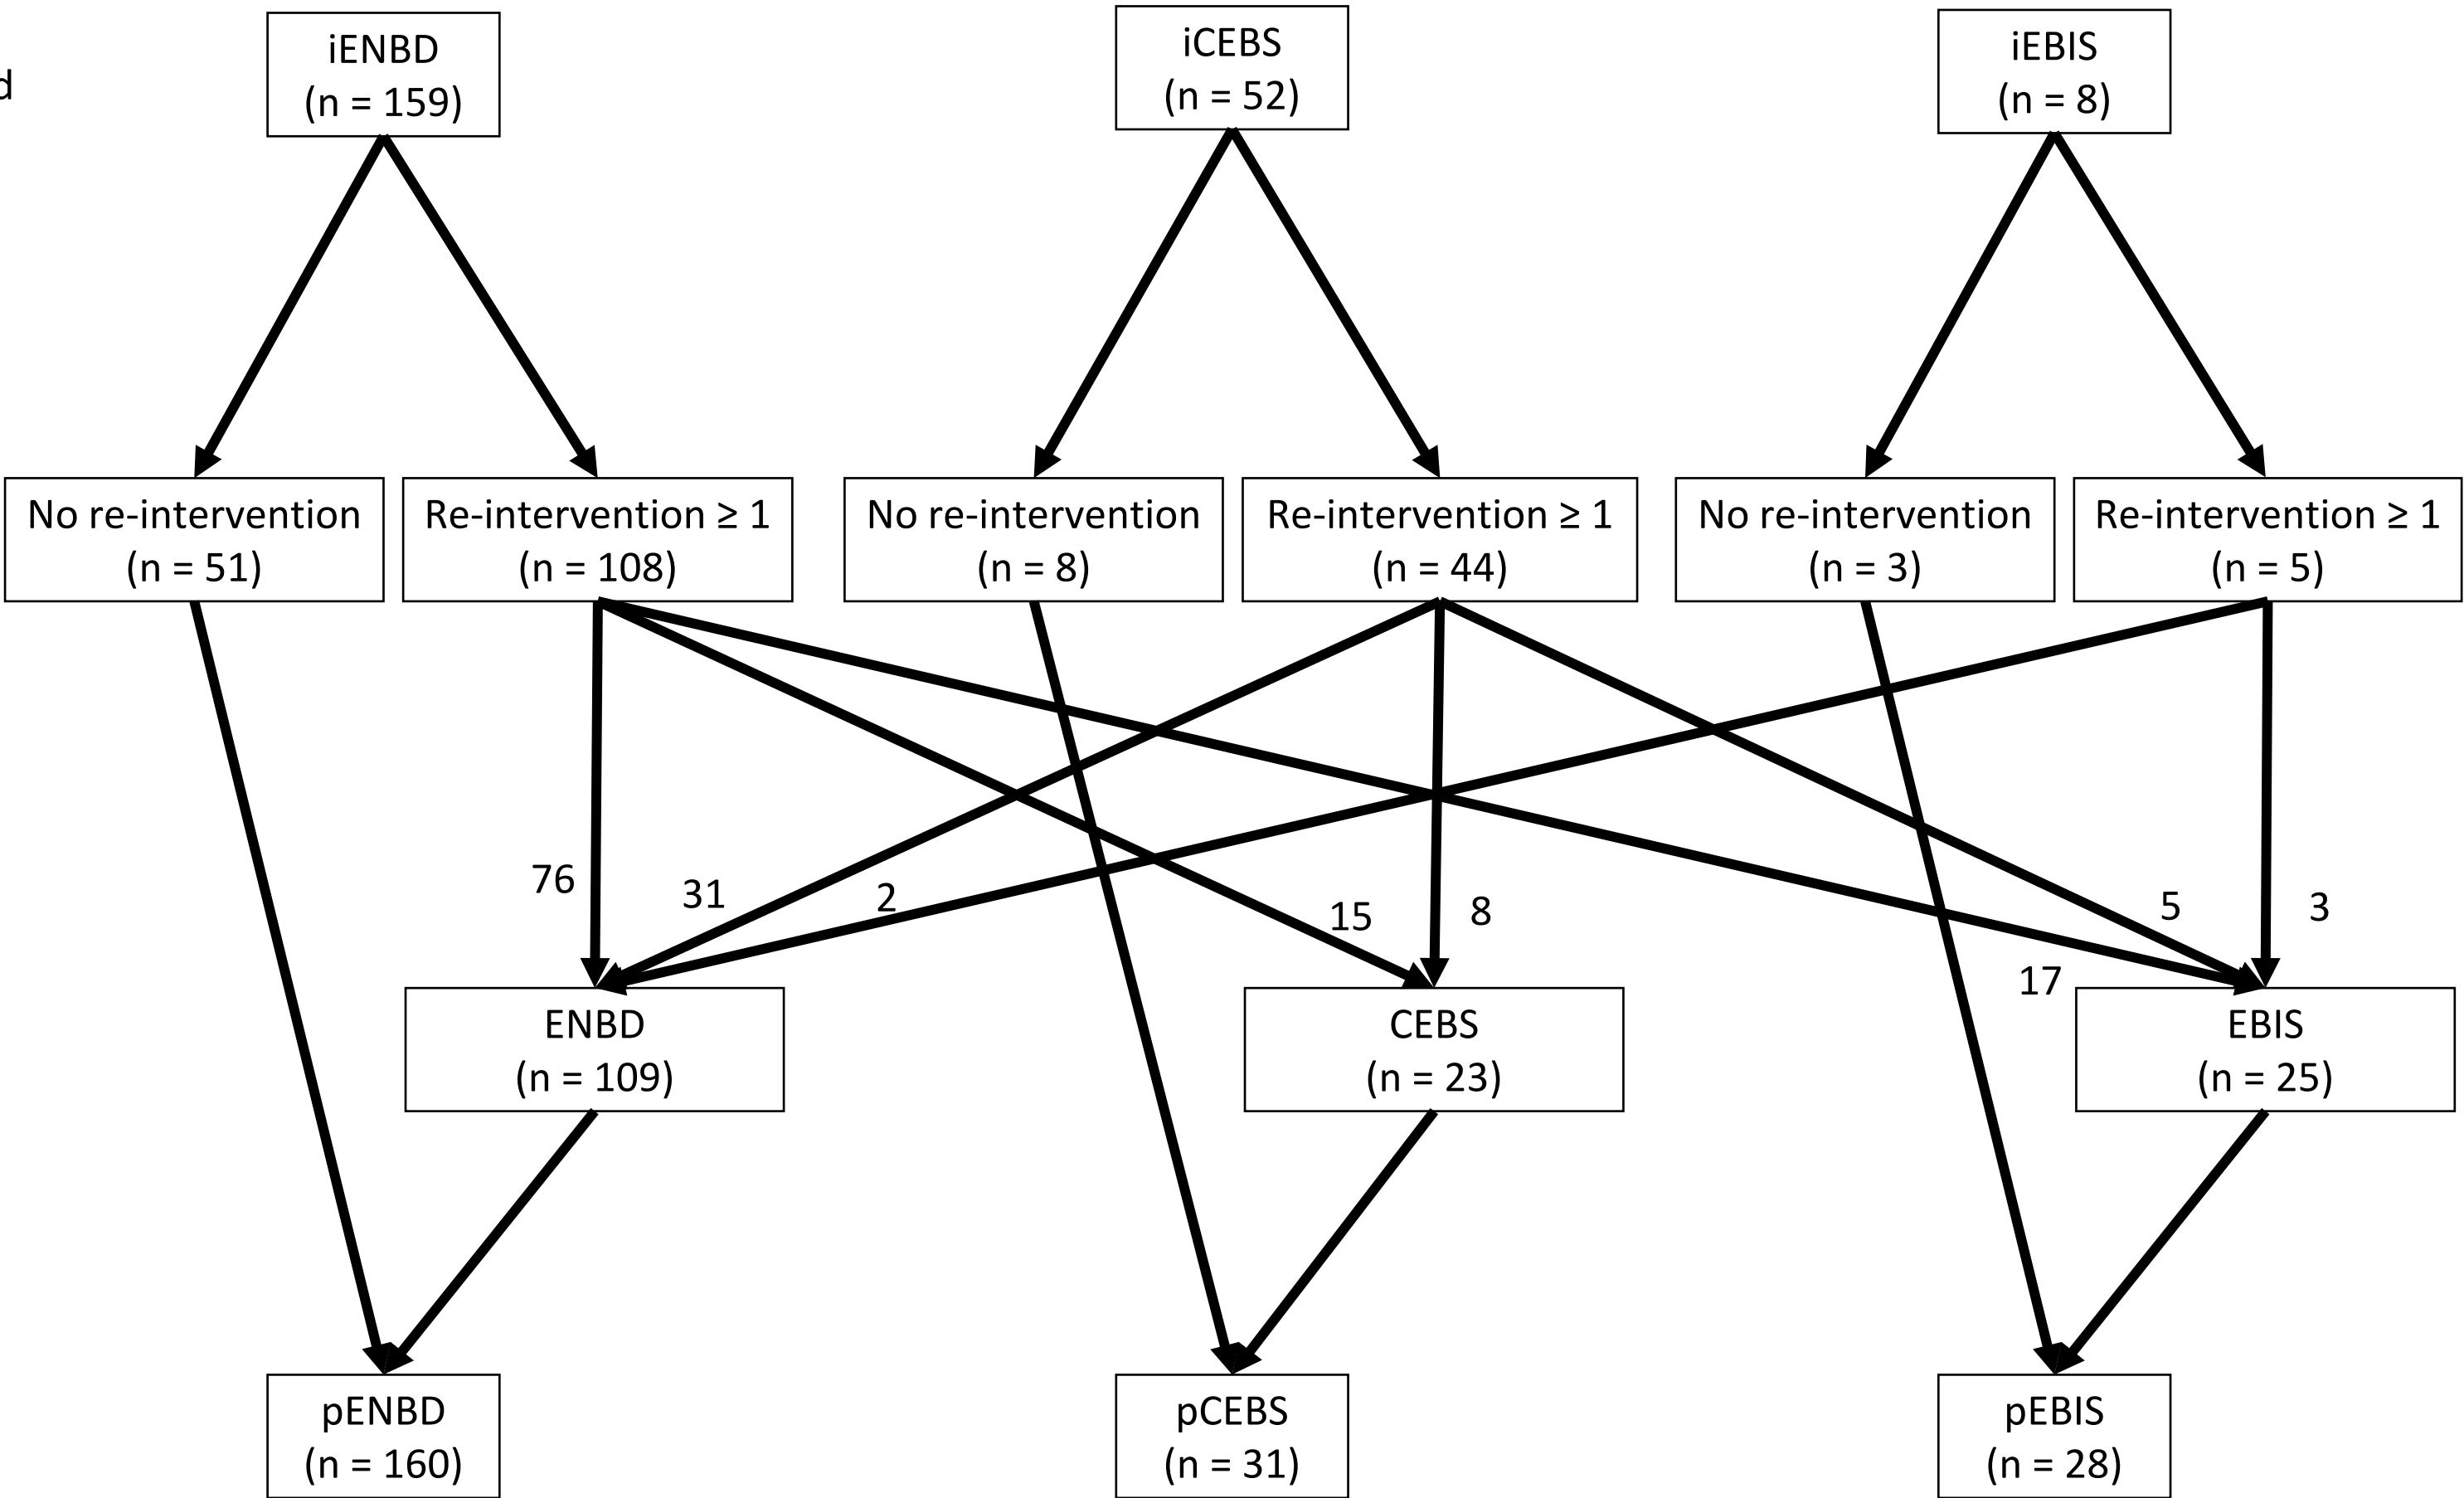 iENBD
(n = 159)
iCEBS
(n = 52)
iEBIS
(n = 8)
d
No re-intervention
(n = 51)
Re-intervention ≥ 1
(n = 108)
No re-intervention
(n = 8)
Re-intervention ≥ 1
(n = 44)
No re-intervention
(n = 3)
Re-intervention ≥ 1
(n = 5)
76
31
2
15
8
5
3
17
ENBD
(n = 109)
CEBS
(n = 23)
EBIS
(n = 25)
pENBD
(n = 160)
pCEBS
(n = 31)
pEBIS
(n = 28)